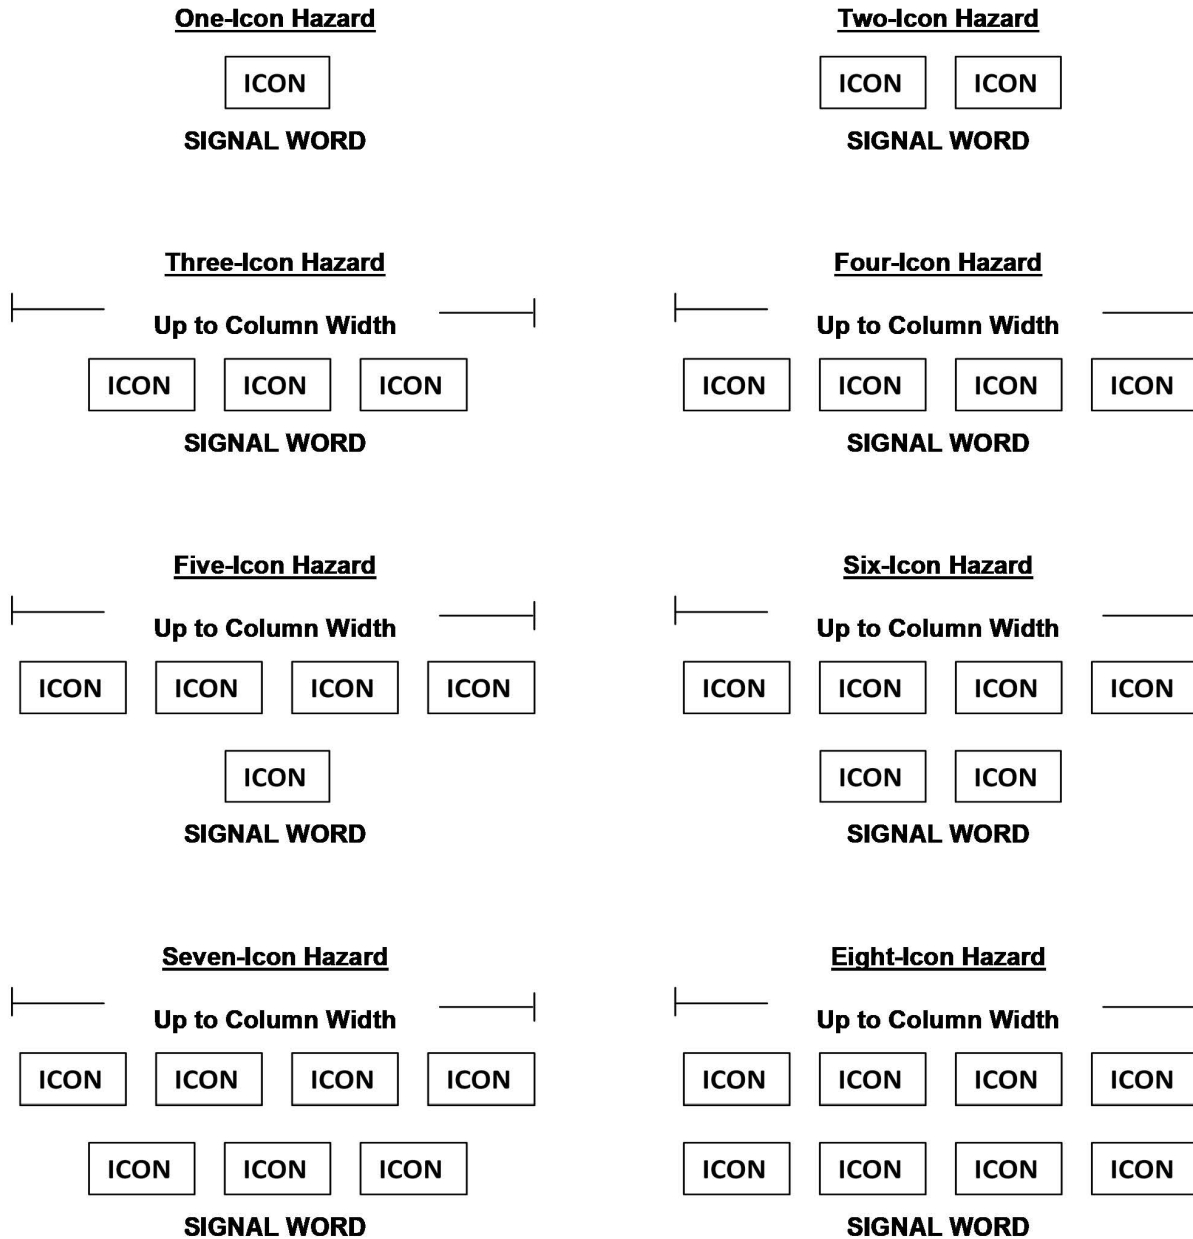 One-Icon Hazard
ICON
SIGNAL WORD
Two-Icon Hazard
ICON ICON
SIGNAL WORD
Three-Icon Hazard
Up to Column Width
ICON ICON ICON
SIGNAL WORD
Four-Icon Hazard
Up to Column Width
ICON ICON ICON ICON
SIGNAL WORD
Five-Icon Hazard
Up to Column Width
ICON ICON ICON ICON
ICON
SIGNAL WORD
Six-Icon Hazard
Up to Column Width
ICON ICON ICON ICON
ICON ICON
SIGNAL WORD
Seven-Icon Hazard
Up to Column Width
ICON ICON ICON ICON
ICON ICON ICON
SIGNAL WORD
Eight-Icon Hazard
Up to Column Width
ICON ICON ICON ICON
ICON ICON ICON ICON
SIGNAL WORD